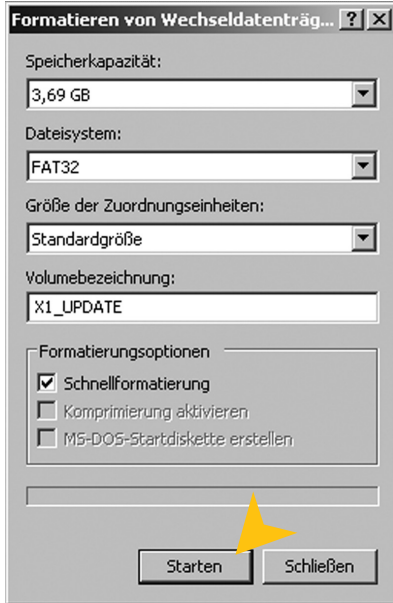 Formatieren von Wechseldatenträg...
Speicherkapazität:
3,69 GB
Dateisystem:
FAT32
Größe der Zuordnungseinheiten:
Standardgröße
Volumebezeichnung:
X1_UPDATE
Formatierungsoptionen
Schnellformatierung
Komprimierung aktivieren
MS-DOS-Startdiskette erstellen
Starten
Schließen